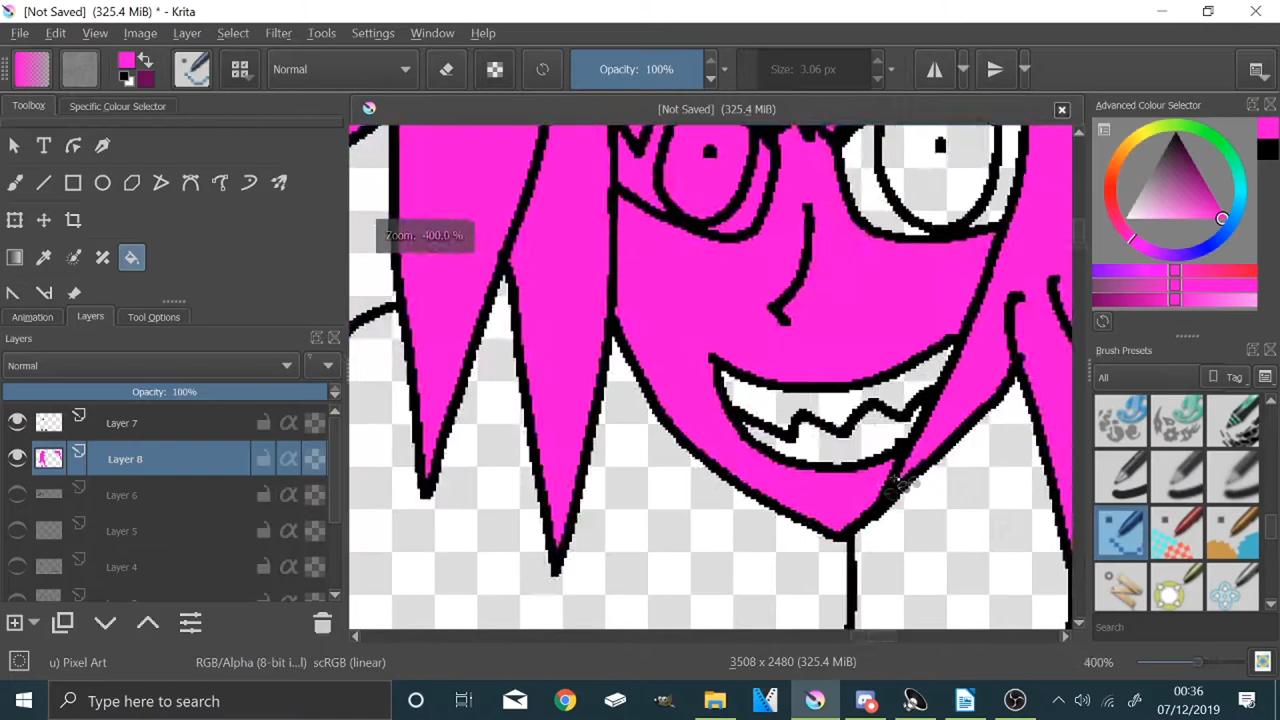 [Not Saved] (325.4 MiB) * - Krita
File Edit View Image Layer Select Filter Tools Settings Window Help
Normal Opacity: 100% Size: 3.06 px
Toolbox Specific Colour Selector
[Not Saved] (325.4 MiB)
Advanced Colour Selector
Zoom: 400.0 %
Animation Layers Tool Options
Layers
Normal
Opacity: 100%
Layer 7
Layer 8
Layer 6
Layer 5
Layer 4
Brush Presets
All Tag
Search
u) Pixel Art RGB/Alpha (8-bit i...l) scRGB (linear) 3508 x 2480 (325.4 MiB) 400%
Type here to search
00:36
07/12/2019